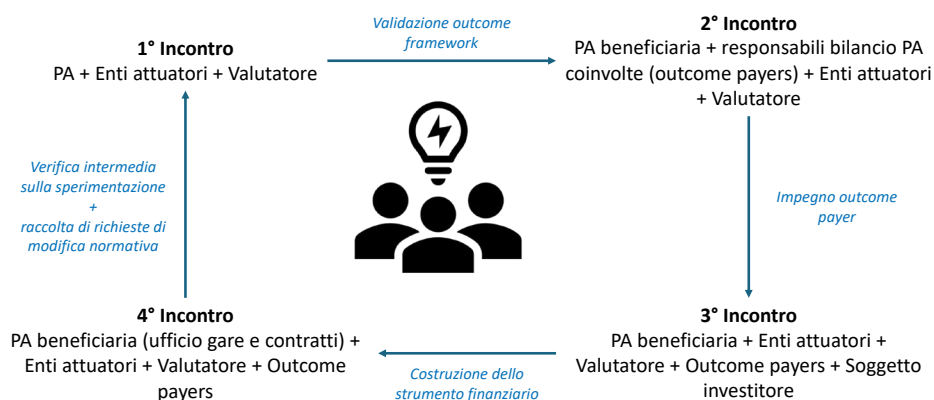 1° Incontro
PA + Enti attuatori + Valutatore
Validazione outcome
framework
2° Incontro
PA beneficiaria + responsabili bilancio PA
coinvolte (outcome payers) + Enti attuatori
+ Valutatore
Impegno outcome
payer
3° Incontro
PA beneficiaria + Enti attuatori +
Valutatore + Outcome payers + Soggetto
investitore
Costruzione dello
strumento finanziario
4° Incontro
PA beneficiaria (ufficio gare e contratti) +
Enti attuatori + Valutatore + Outcome
payers
Verifica intermedia
sulla sperimentazione
+
raccolta di richieste di
modifica normativa